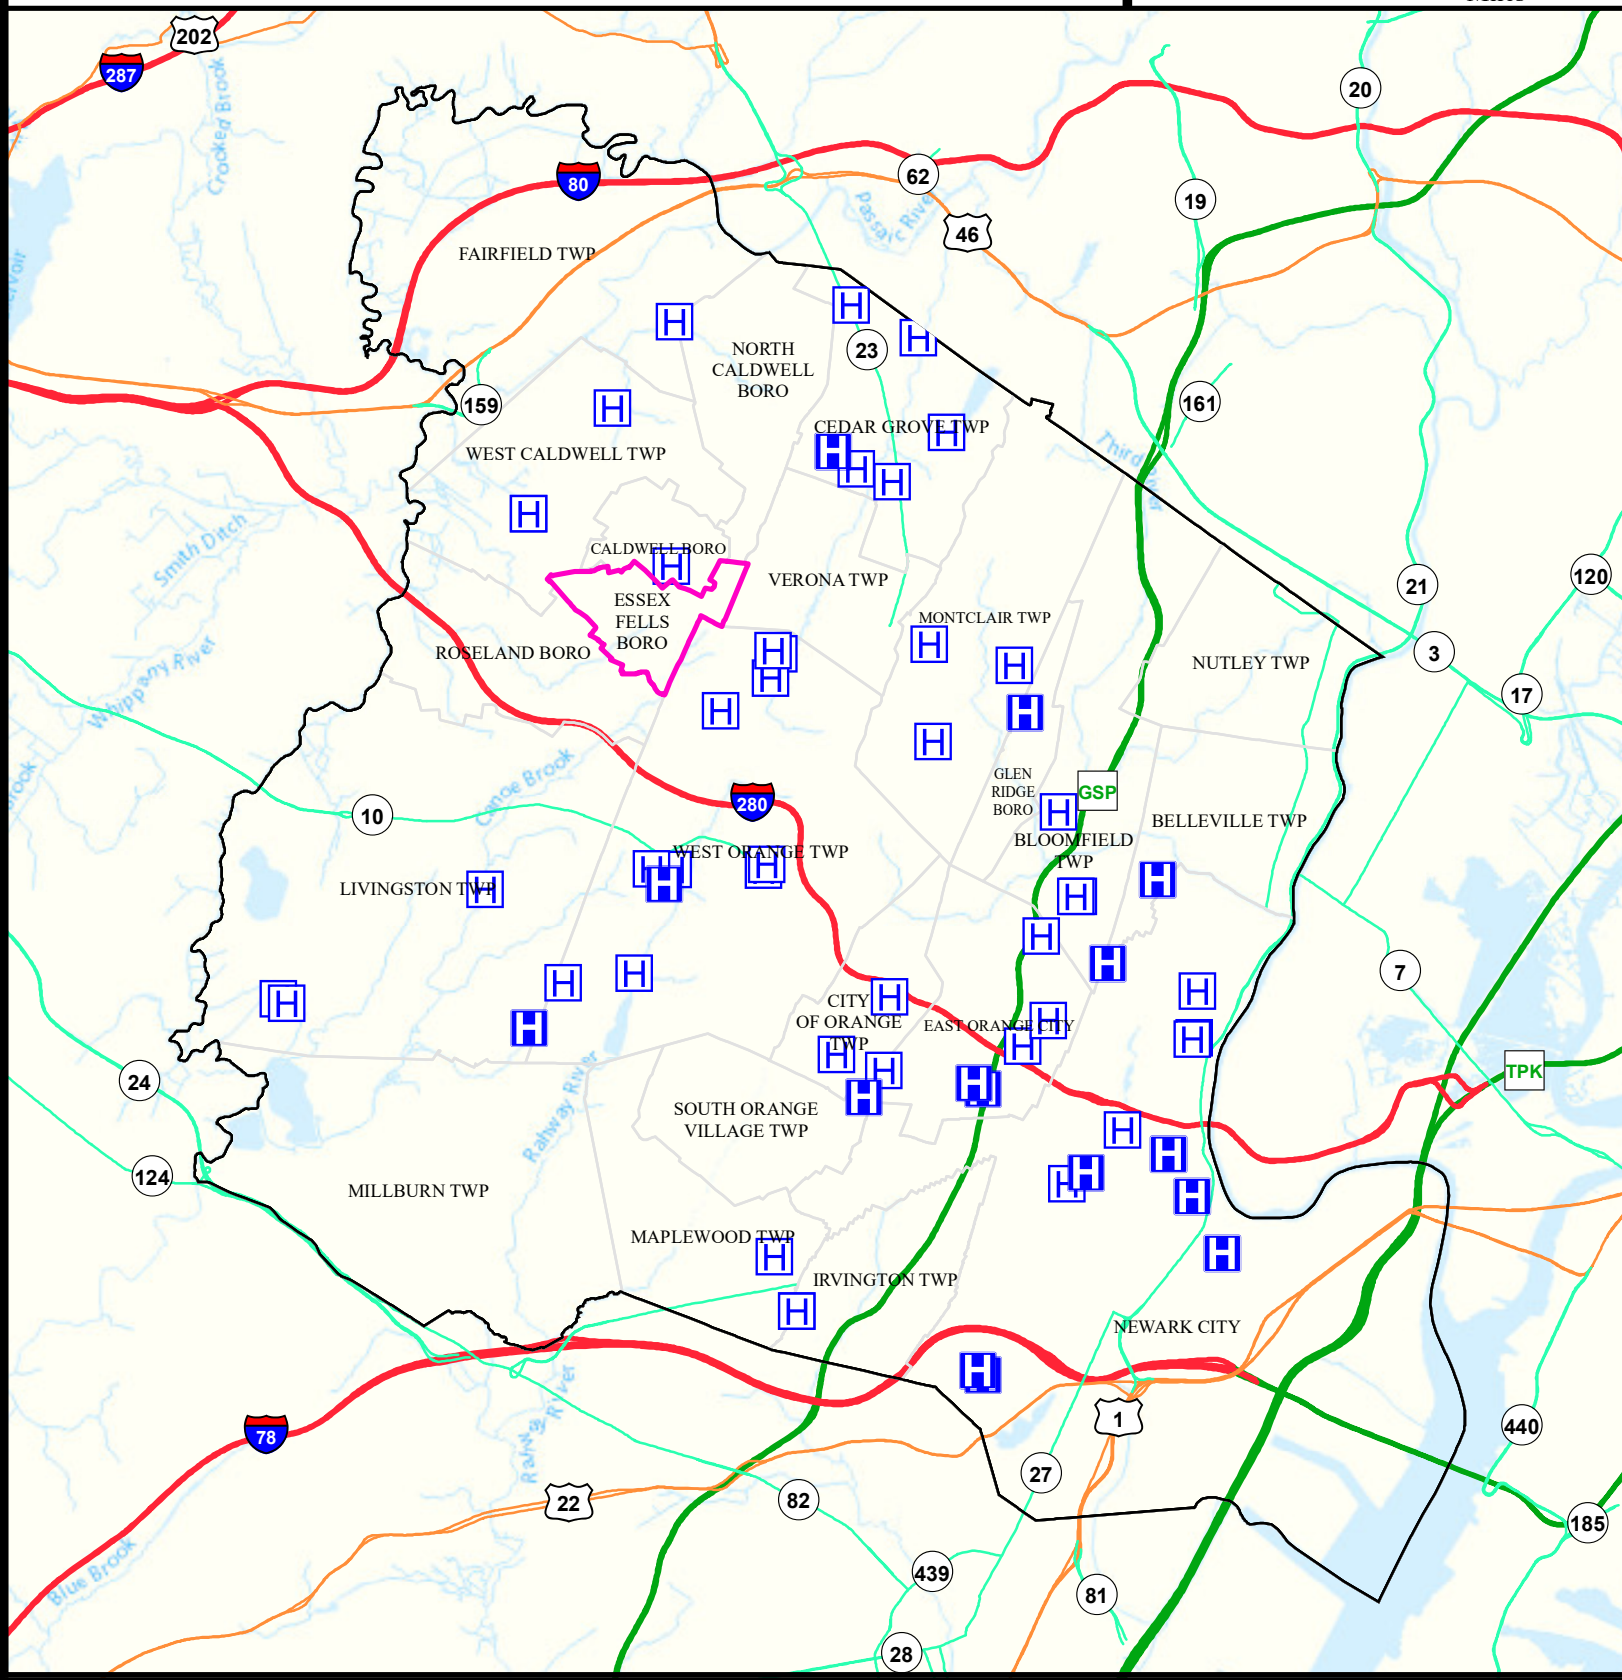 202
287
Crooked Brook
20
80
62
19
Passaic River
46
FAIRFIELD TWP
H
H
H
23
NORTH
CALDWELL
BORO
159
H
161
CEDAR GROVE TWP
H
H
H
H
WEST CALDWELL TWP
Third River
H
Smith Ditch
CALDWELL BORO
H
VERONA TWP
120
21
ESSEX
FELLS
BORO
MONTCLAIR TWP
H
ROSELAND BORO
H
H
H
NUTLEY TWP
3
Whippany River
17
H
H
H
GLEN
RIDGE
BORO
GSP
Orange Brook
280
10
H
BELLEVILLE TWP
BLOOMFIELD
TWP
WEST ORANGE TWP
H
H
H
LIVINGSTON TWP
H
H
H
H
H
7
H
H
H
H
H
H
CITY
OF ORANGE
TWP
EAST ORANGE CITY
H
H
H
H
H
H
H
TPK
24
H
H
Rahway River
SOUTH ORANGE
VILLAGE TWP
H
H
124
H
H
MILLBURN TWP
H
MAPLEWOOD TWP
H
H
IRVINGTON TWP
H
NEWARK CITY
H
1
78
440
27
22
82
185
Blue Brook
439
81
28